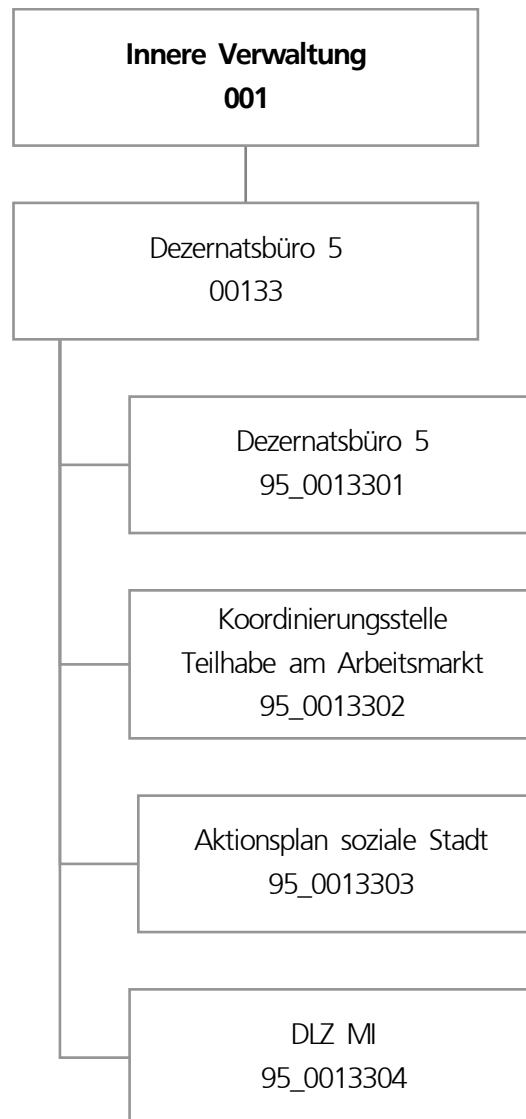 Innere Verwaltung
001
Dezernatsbüro 5
00133
Dezernatsbüro 5
95_0013301
Koordinierungsstelle
Teilhabe am Arbeitsmarkt
95_0013302
Aktionsplan soziale Stadt
95_0013303
DLZ MI
95_0013304